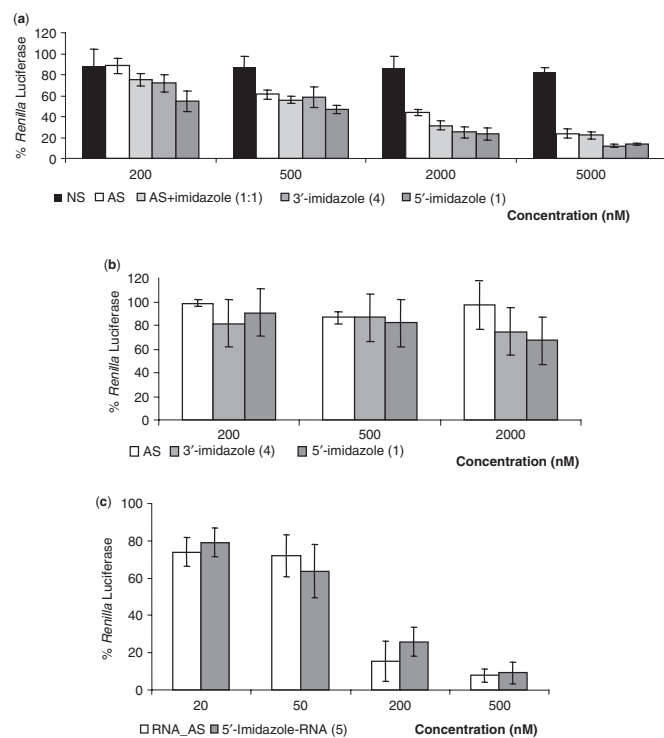 (a)
120
100
80
60
40
20
0
% Renilla Luciferase
200 500 2000 5000
NS AS AS+imidazole (1:1) 3′-imidazole (4) 5′-imidazole (1)
Concentration (nM)
(b)
120
100
80
60
40
20
0
% Renilla Luciferase
200 500 2000
AS 3′-imidazole (4) 5′-imidazole (1)
Concentration (nM)
(c)
100
80
60
40
20
0
% Renilla Luciferase
20 50 200 500
RNA_AS 5′-Imidazole-RNA (5) Concentration (nM)